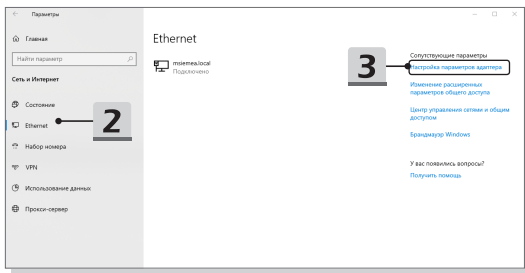 Параметры
Главная
Найти параметр
Сеть и Интернет
Состояние
Ethernet
2
Набор номера
VPN
Использование данных
Прокси-сервер
Ethernet
msiemea.local
Подключено
3
Сопутствующие параметры
Настройка параметров адаптера
Изменение расширенных
параметров общего доступа
Центр управления сетями и общим
доступом
Брандмауэр Windows
У вас появились вопросы?
Получить помощь